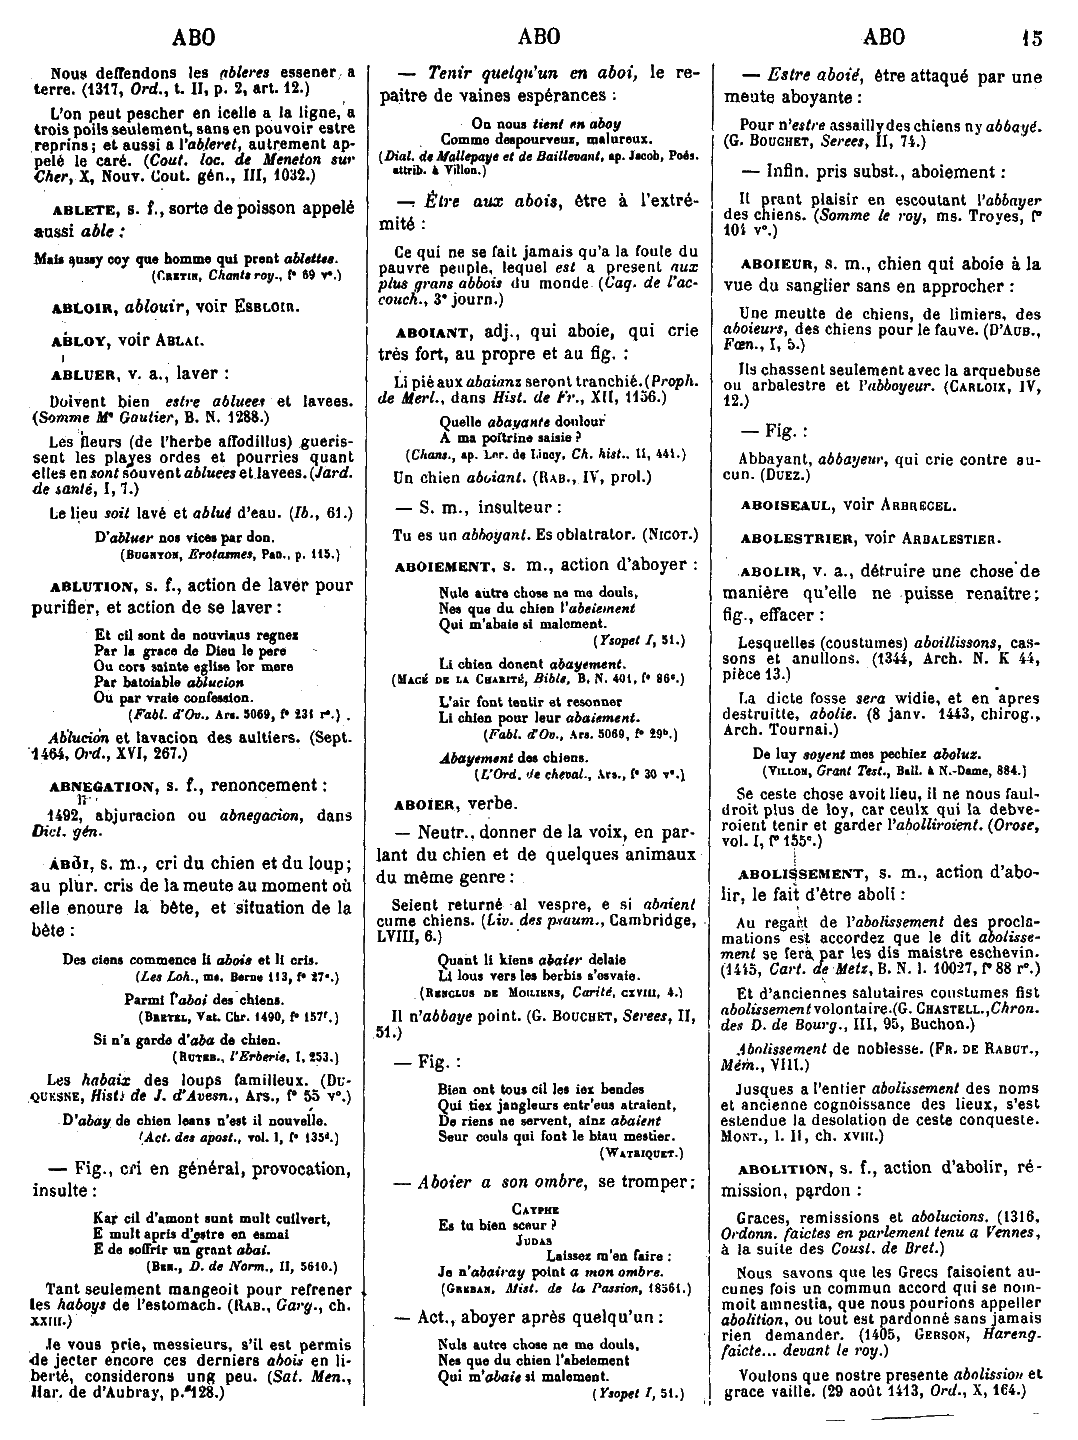 ABO
ABO
ABO
15
Nous deffendons les ableres essener a
terre. (1317, Ord., t. II, p. 2, art. 12.)
L'on peut pescher en icelle a la ligne, a
trois poils seulement, sans en pouvoir estre
reprins; et aussi a l'ableret, autrement ap-
pelé le caré. (Cout. loc. de Meneton sur
Cher, X, Nouv. Cout. gén., III, 1032.)
ABLETE, s. f., sorte de poisson appelé
aussi able :
Mais aussy coy que homme qui prent ablettes.
(CRETIN, Chants roy., f° 69 v°.)
ABLOIR, ablouir, voir ESBLOIR.
ABLOY, voir ABLAI.
ABLUER, v. a., laver :
Doivent bien estre abluees et lavees.
(Somme Me Gautier, B. N. 1288.)
Les fleurs (de l'herbe affodillus) gueris-
sent les playes ordes et pourries quant
elles en sont souvent abluees et lavees. (Jard.
de santé, I, 7.)
Le lieu soit lavé et ablué d'eau. (Ib., 61.)
D'abluer nos vices par don.
(BUGNYON, Erotasmes, Pan., p. 115.)
ABLUTION, s. f., action de laver pour
purifier, et action de se laver :
Et cil sont de nouviaus regnez
Par la grace de Dieu le pere
Ou cors sainte eglise lor mere
Par batoiable ablucion
Ou par vraie confession.
(Fabl. d'Ov., Ars. 5069, f° 231 r°.)
Ablucion et lavacion des aultiers. (Sept.
1464, Ord., XVI, 267.)
ABNEGATION, s. f., renoncement :
1492, abjuracion ou abnegacion, dans
Dict. gén.
ABOI, s. m., cri du chien et du loup;
au plur. cris de la meute au moment où
elle enoure la bête, et situation de la
bête :
Des ciens commence li abois et li cris.
(Les Loh., ms. Berne 113, f° 27°.)
Parmi l'aboi des chiens.
(BRETEL, Vat. Chr. 1490, f° 157r.)
Si n'a garde d'aba de chien.
(RUTEB., l'Erberie, I, 253.)
Les habaix des loups familleux. (DU-
QUESNE, Hist. de J. d'Avesn., Ars., f° 55 v°.)
D'abay de chien leans n'est il nouvelle.
(Act. des apost., vol. 1, f° 135d.)
— Fig., cri en général, provocation,
insulte :
Kar cil d'amont sunt mult cuilvert,
E mult apris d'estre en esmai
E de soffrir un grant abai.
(BEN., D. de Norm., II, 5610.)
Tant seulement mangeoit pour refrener
les haboys de l'estomach. (RAB., Garg., ch.
XXIII.)
Je vous prie, messieurs, s'il est permis
de jecter encore ces derniers abois en li-
berté, considerons ung peu. (Sat. Men.,
Har. de d'Aubray, p. 128.)
— Tenir quelqu'un en aboi, le re-
paître de vaines espérances :
On nous tient en aboy
Comme despourveux, malureux.
(Dial. de Mallepaye et de Baillevant, ap. Jacob, Poés.
attrib. à Villon.)
— Être aux abois, être à l'extré-
mité :
Ce qui ne se fait jamais qu'a la foule du
pauvre peuple, lequel est a present aux
plus grans abbois du monde (Caq. de l'ac-
couch., 3e journ.)
ABOIANT, adj., qui aboie, qui crie
très fort, au propre et au fig. :
Li pié aux abaianz seront tranchié. (Proph.
de Merl., dans Hist. de Fr., XII, 1156.)
Quelle abayante doulour
A ma poitrine saisie ?
(Chans., ap. Ler. de Lincy, Ch. hist., II, 441.)
Un chien aboiant. (RAB., IV, prol.)
— S. m., insulteur :
Tu es un abboyant. Es oblatrator. (NICOT.)
ABOIEMENT, s. m., action d'aboyer :
Nule autre chose ne me douls,
Nes que du chien l'abeiement
Qui m'abaie si malement.
(Ysopet I, 51.)
Li chien donent abayement.
(MACÉ DE LA CHARITÉ, Bible, B. N. 401, f° 86°.)
L'air font tentir et resonner
Li chien pour leur abaiement.
(Fabl. d'Ov., Ars. 5069, f° 29b.)
Abayement des chiens.
(L'Ord. de cheval., Ars., f° 30 v°.)
ABOIER, verbe.
— Neutr., donner de la voix, en par-
lant du chien et de quelques animaux
du même genre :
Seient returné al vespre, e si abaient
cume chiens. (Liv. des psaum., Cambridge,
LVIII, 6.)
Quant li kiens abaier delaie
Li lous vers les berbis s'esvaie.
(RENCLUS DE MOILIENS, Carité, CXVIII, 4.)
Il n'abbaye point. (G. BOUCHET, Serees, II,
51.)
— Fig. :
Bien ont tous cil les iex bendes
Qui tiex jangleurs entr'eus atraient,
De riens ne servent, ainz abaient
Seur ceuls qui font le biau mestier.
(WATRIQUET.)
— Aboier a son ombre, se tromper :
CAYPHE
Es tu bien sceur ?
JUDAS
Laissez m'en faire :
Je n'abairay point a mon ombre.
(GREBAN, Mist. de la Passion, 18561.)
— Act., aboyer après quelqu'un :
Nule autre chose ne me douls,
Nes que du chien l'abeiement
Qui m'abaie si malement.
(Ysopet I, 51.)
— Estre aboié, être attaqué par une
meute aboyante :
Pour n'estre assailly des chiens ny abbayé.
(G. BOUCHET, Serees, II, 74.)
— Infin. pris subst., aboiement :
Il prant plaisir en escoutant l'abbayer
des chiens. (Somme le roy, ms. Troyes, f°
101 v°.)
ABOIEUR, s. m., chien qui aboie à la
vue du sanglier sans en approcher :
Une meutte de chiens, de limiers, des
aboieurs, des chiens pour le fauve. (D'AUB.,
Fœn., I, 5.)
Ils chassent seulement avec la arquebuse
ou arbalestre et l'abboyeur. (CARLOIX, IV,
12.)
— Fig. :
Abbayant, abbayeur, qui crie contre au-
cun. (DUEZ.)
ABOISEAUL, voir ARBRECEL.
ABOLESTRIER, voir ARBALESTIER.
ABOLIR, v. a., détruire une chose de
manière qu'elle ne puisse renaître;
fig., effacer :
Lesquelles (coustumes) aboillissons, cas-
sons et anullons. (1344, Arch. N. K 44,
pièce 13.)
La dicte fosse sera widie, et en apres
destruitte, abolie. (8 janv. 1443, chirog.,
Arch. Tournai.)
De luy soyent mes pechiez aboluz.
(VILLON, Grant Test., Ball. à N.-Dame, 884.)
Se ceste chose avoit lieu, il ne nous faul-
droit plus de loy, car ceulx qui la debve-
roient tenir et garder l'abolliroient. (Orose,
vol. I, f° 155°.)
ABOLISSEMENT, s. m., action d'abo-
lir, le fait d'être aboli :
Au regart de l'abolissement des procla-
mations est accordez que le dit abolisse-
ment se fera par les dis maistre eschevin.
(1445, Cart. de Metz, B. N. l. 10027, f° 88 r°.)
Et d'anciennes salutaires coustumes fist
abolissement volontaire. (G. CHASTELL., Chron.
des D. de Bourg., III, 95, Buchon.)
Abolissement de noblesse. (FR. DE RABUT.,
Mém., VIII.)
Jusques a l'entier abolissement des noms
et ancienne cognoissance des lieux, s'est
estendue la desolation de ceste conqueste.
MONT., l. II, ch. XVIII.)
ABOLITION, s. f., action d'abolir, ré-
mission, pardon :
Graces, remissions et abolucions. (1316,
Ordonn. faictes en parlement tenu a Vennes,
à la suite des Coust. de Bret.)
Nous savons que les Grecs faisoient au-
cunes fois un commun accord qui se nom-
moit amnestia, que nous pourions appeller
abolition, ou tout est pardonné sans jamais
rien demander. (1405, GERSON, Hareng.
faicte... devant le roy.)
Voulons que nostre presente abolission et
grace vaille. (29 août 1413, Ord., X, 164.)